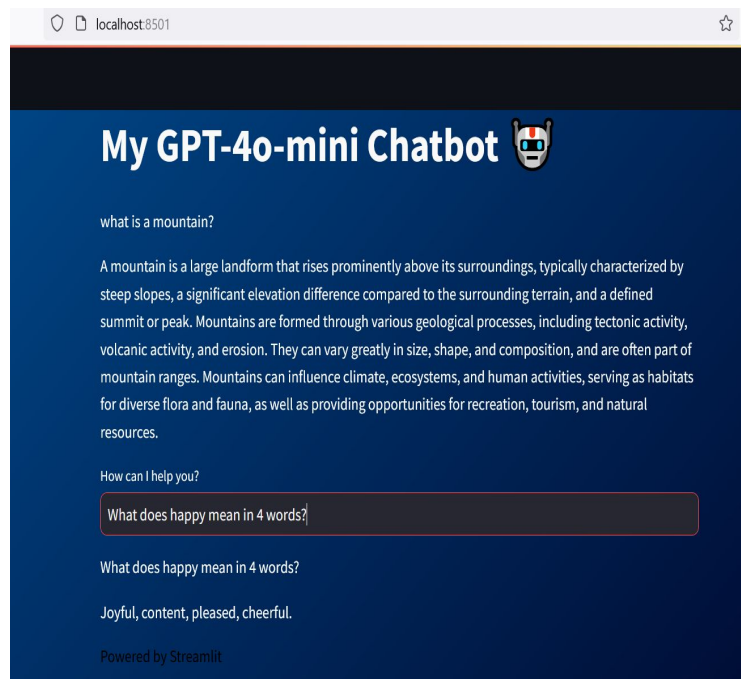 localhost:8501
My GPT-4o-mini Chatbot
what is a mountain?
A mountain is a large landform that rises prominently above its surroundings, typically characterized by
steep slopes, a significant elevation difference compared to the surrounding terrain, and a defined
summit or peak. Mountains are formed through various geological processes, including tectonic activity,
volcanic activity, and erosion. They can vary greatly in size, shape, and composition, and are often part of
mountain ranges. Mountains can influence climate, ecosystems, and human activities, serving as habitats
for diverse flora and fauna, as well as providing opportunities for recreation, tourism, and natural
resources.
How can I help you?
What does happy mean in 4 words?
What does happy mean in 4 words?
Joyful, content, pleased, cheerful.
Powered by Streamlit